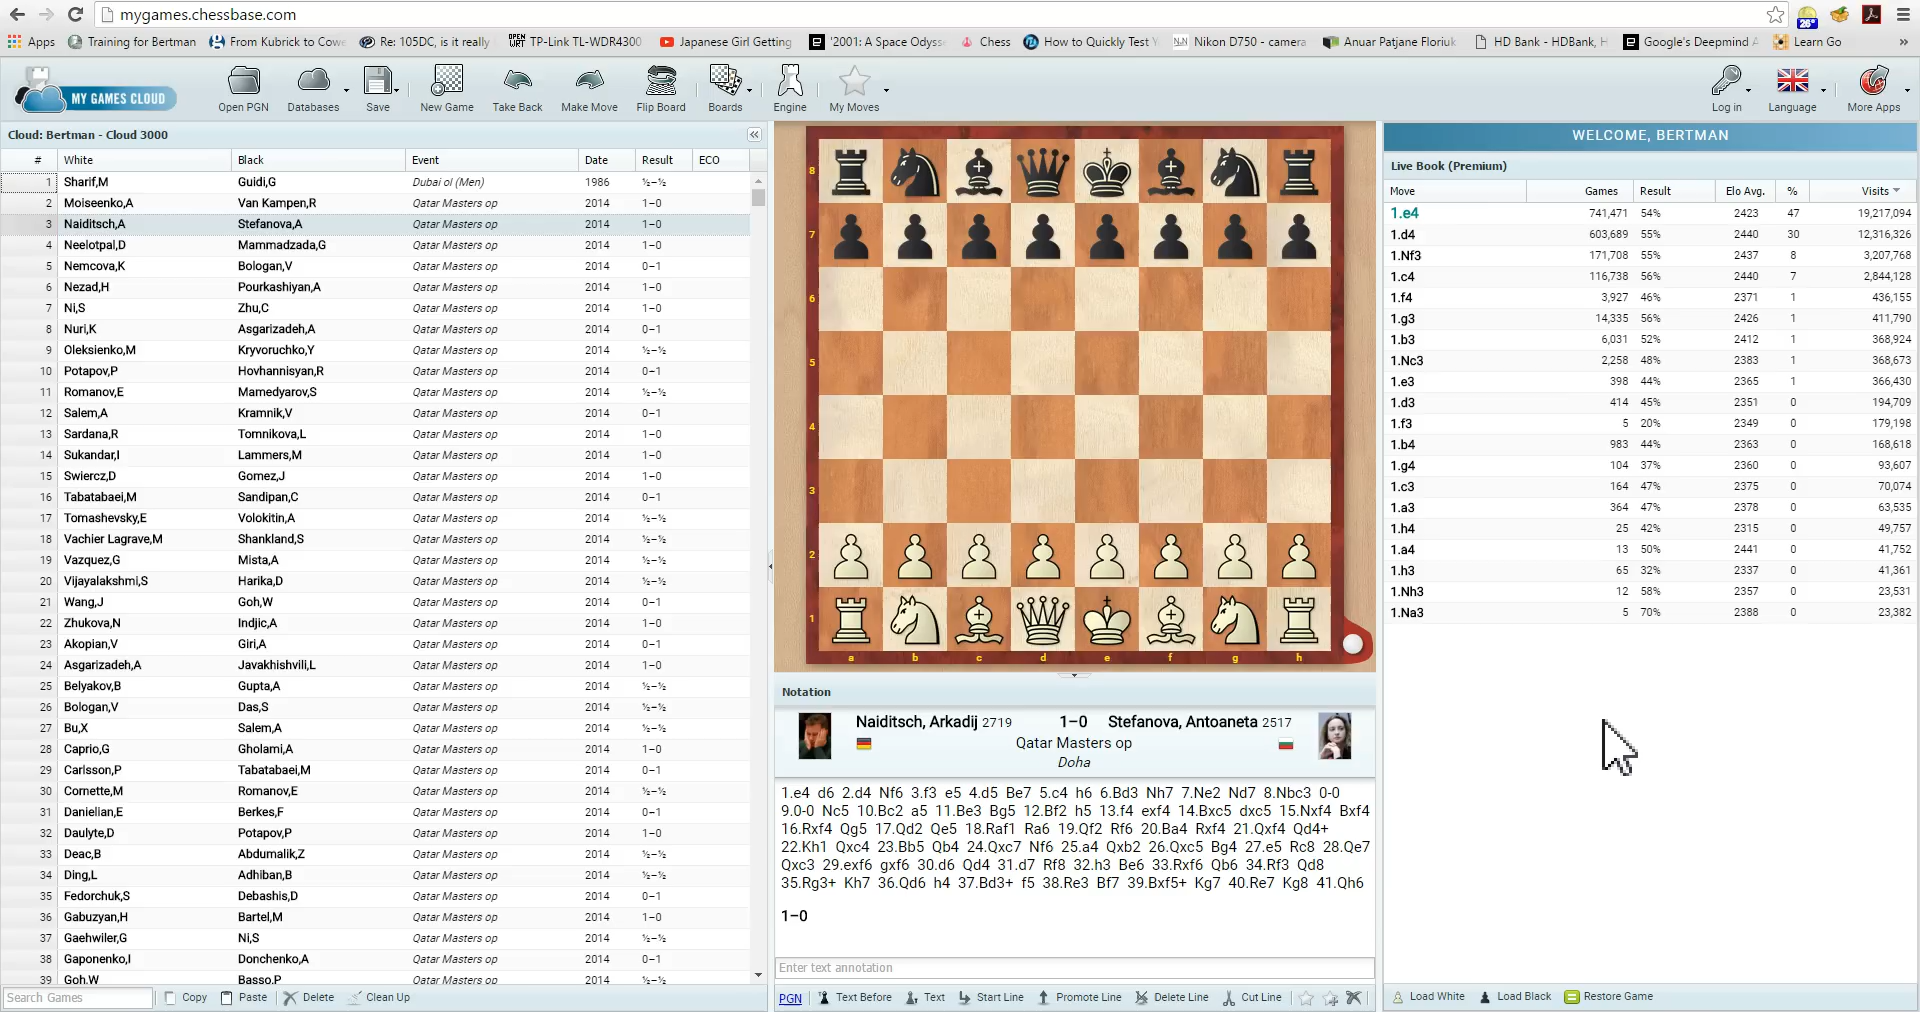 mygames.chessbase.com
26°
Apps Training for Bertman From Kubrick to Cowe Re: 105DC, is it really OPEN WRT TP-Link TL-WDR4300 Japanese Girl Getting '2001: A Space Odysse Chess How to Quickly Test Y Nikon D750 - camera Anuar Patjane Floriuk HD Bank - HDBank, H Google's Deepmind A Learn Go »
MY GAMES CLOUD Open PGN Databases Save New Game Take Back Make Move Flip Board Boards Engine My Moves Log in Language More Apps
Cloud: Bertman - Cloud 3000
# White Black Event Date Result ECO
1 Sharif,M Guidi,G Dubai ol (Men) 1986 ½–½
2 Moiseenko,A Van Kampen,R Qatar Masters op 2014 1–0
3 Naiditsch,A Stefanova,A Qatar Masters op 2014 1–0
4 Neelotpal,D Mammadzada,G Qatar Masters op 2014 1–0
5 Nemcova,K Bologan,V Qatar Masters op 2014 0–1
6 Nezad,H Pourkashiyan,A Qatar Masters op 2014 1–0
7 Ni,S Zhu,C Qatar Masters op 2014 1–0
8 Nuri,K Asgarizadeh,A Qatar Masters op 2014 0–1
9 Oleksienko,M Kryvoruchko,Y Qatar Masters op 2014 ½–½
10 Potapov,P Hovhannisyan,R Qatar Masters op 2014 0–1
11 Romanov,E Mamedyarov,S Qatar Masters op 2014 ½–½
12 Salem,A Kramnik,V Qatar Masters op 2014 0–1
13 Sardana,R Tomnikova,L Qatar Masters op 2014 1–0
14 Sukandar,I Lammers,M Qatar Masters op 2014 1–0
15 Swiercz,D Gomez,J Qatar Masters op 2014 1–0
16 Tabatabaei,M Sandipan,C Qatar Masters op 2014 0–1
17 Tomashevsky,E Volokitin,A Qatar Masters op 2014 ½–½
18 Vachier Lagrave,M Shankland,S Qatar Masters op 2014 ½–½
19 Vazquez,G Mista,A Qatar Masters op 2014 ½–½
20 Vijayalakshmi,S Harika,D Qatar Masters op 2014 ½–½
21 Wang,J Goh,W Qatar Masters op 2014 0–1
22 Zhukova,N Indjic,A Qatar Masters op 2014 1–0
23 Akopian,V Giri,A Qatar Masters op 2014 0–1
24 Asgarizadeh,A Javakhishvili,L Qatar Masters op 2014 1–0
25 Belyakov,B Gupta,A Qatar Masters op 2014 ½–½
26 Bologan,V Das,S Qatar Masters op 2014 ½–½
27 Bu,X Salem,A Qatar Masters op 2014 ½–½
28 Caprio,G Gholami,A Qatar Masters op 2014 1–0
29 Carlsson,P Tabatabaei,M Qatar Masters op 2014 0–1
30 Cornette,M Romanov,E Qatar Masters op 2014 ½–½
31 Danielian,E Berkes,F Qatar Masters op 2014 0–1
32 Daulyte,D Potapov,P Qatar Masters op 2014 1–0
33 Deac,B Abdumalik,Z Qatar Masters op 2014 ½–½
34 Ding,L Adhiban,B Qatar Masters op 2014 ½–½
35 Fedorchuk,S Debashis,D Qatar Masters op 2014 0–1
36 Gabuzyan,H Bartel,M Qatar Masters op 2014 1–0
37 Gaehwiler,G Ni,S Qatar Masters op 2014 ½–½
38 Gaponenko,I Donchenko,A Qatar Masters op 2014 0–1
39 Goh,W Basso,P Qatar Masters op 2014 ½–½
Search Games Copy Paste Delete Clean Up
8
7
6
5
4
3
2
1
a b c d e f g h
Notation
Naiditsch, Arkadij 2719 1–0 Stefanova, Antoaneta 2517
Qatar Masters op
Doha
1.e4 d6 2.d4 Nf6 3.f3 e5 4.d5 Be7 5.c4 h6 6.Bd3 Nh7 7.Ne2 Nd7 8.Nbc3 0-0
9.0-0 Nc5 10.Bc2 a5 11.Be3 Bg5 12.Bf2 h5 13.f4 exf4 14.Bxc5 dxc5 15.Nxf4 Bxf4
16.Rxf4 Qg5 17.Qd2 Qe5 18.Raf1 Ra6 19.Qf2 Rf6 20.Ba4 Rxf4 21.Qxf4 Qd4+
22.Kh1 Qxc4 23.Bb5 Qb4 24.Qxc7 Nf6 25.a4 Qxb2 26.Qxc5 Bg4 27.e5 Rc8 28.Qe7
Qxc3 29.exf6 gxf6 30.d6 Qd4 31.d7 Rf8 32.h3 Be6 33.Rxf6 Qb6 34.Rf3 Qd8
35.Rg3+ Kh7 36.Qd6 h4 37.Bd3+ f5 38.Re3 Bf7 39.Bxf5+ Kg7 40.Re7 Kg8 41.Qh6
1–0
Enter text annotation
PGN Text Before Text Start Line Promote Line Delete Line Cut Line
WELCOME, BERTMAN
Live Book (Premium)
Move Games Result Elo Avg. % Visits
1.e4 741,471 54% 2423 47 19,217,094
1.d4 603,689 55% 2440 30 12,316,326
1.Nf3 171,708 55% 2437 8 3,207,768
1.c4 116,738 56% 2440 7 2,844,128
1.f4 3,927 46% 2371 1 436,155
1.g3 14,335 56% 2426 1 411,790
1.b3 6,031 52% 2412 1 368,924
1.Nc3 2,258 48% 2383 1 368,673
1.e3 398 44% 2365 1 366,430
1.d3 414 45% 2351 0 194,709
1.f3 5 20% 2349 0 179,198
1.b4 983 44% 2363 0 168,618
1.g4 104 37% 2360 0 93,607
1.c3 164 47% 2375 0 70,074
1.a3 364 47% 2378 0 63,535
1.h4 25 42% 2315 0 49,757
1.a4 13 50% 2441 0 41,752
1.h3 65 32% 2337 0 41,361
1.Nh3 12 58% 2357 0 23,531
1.Na3 5 70% 2388 0 23,382
Load White Load Black Restore Game